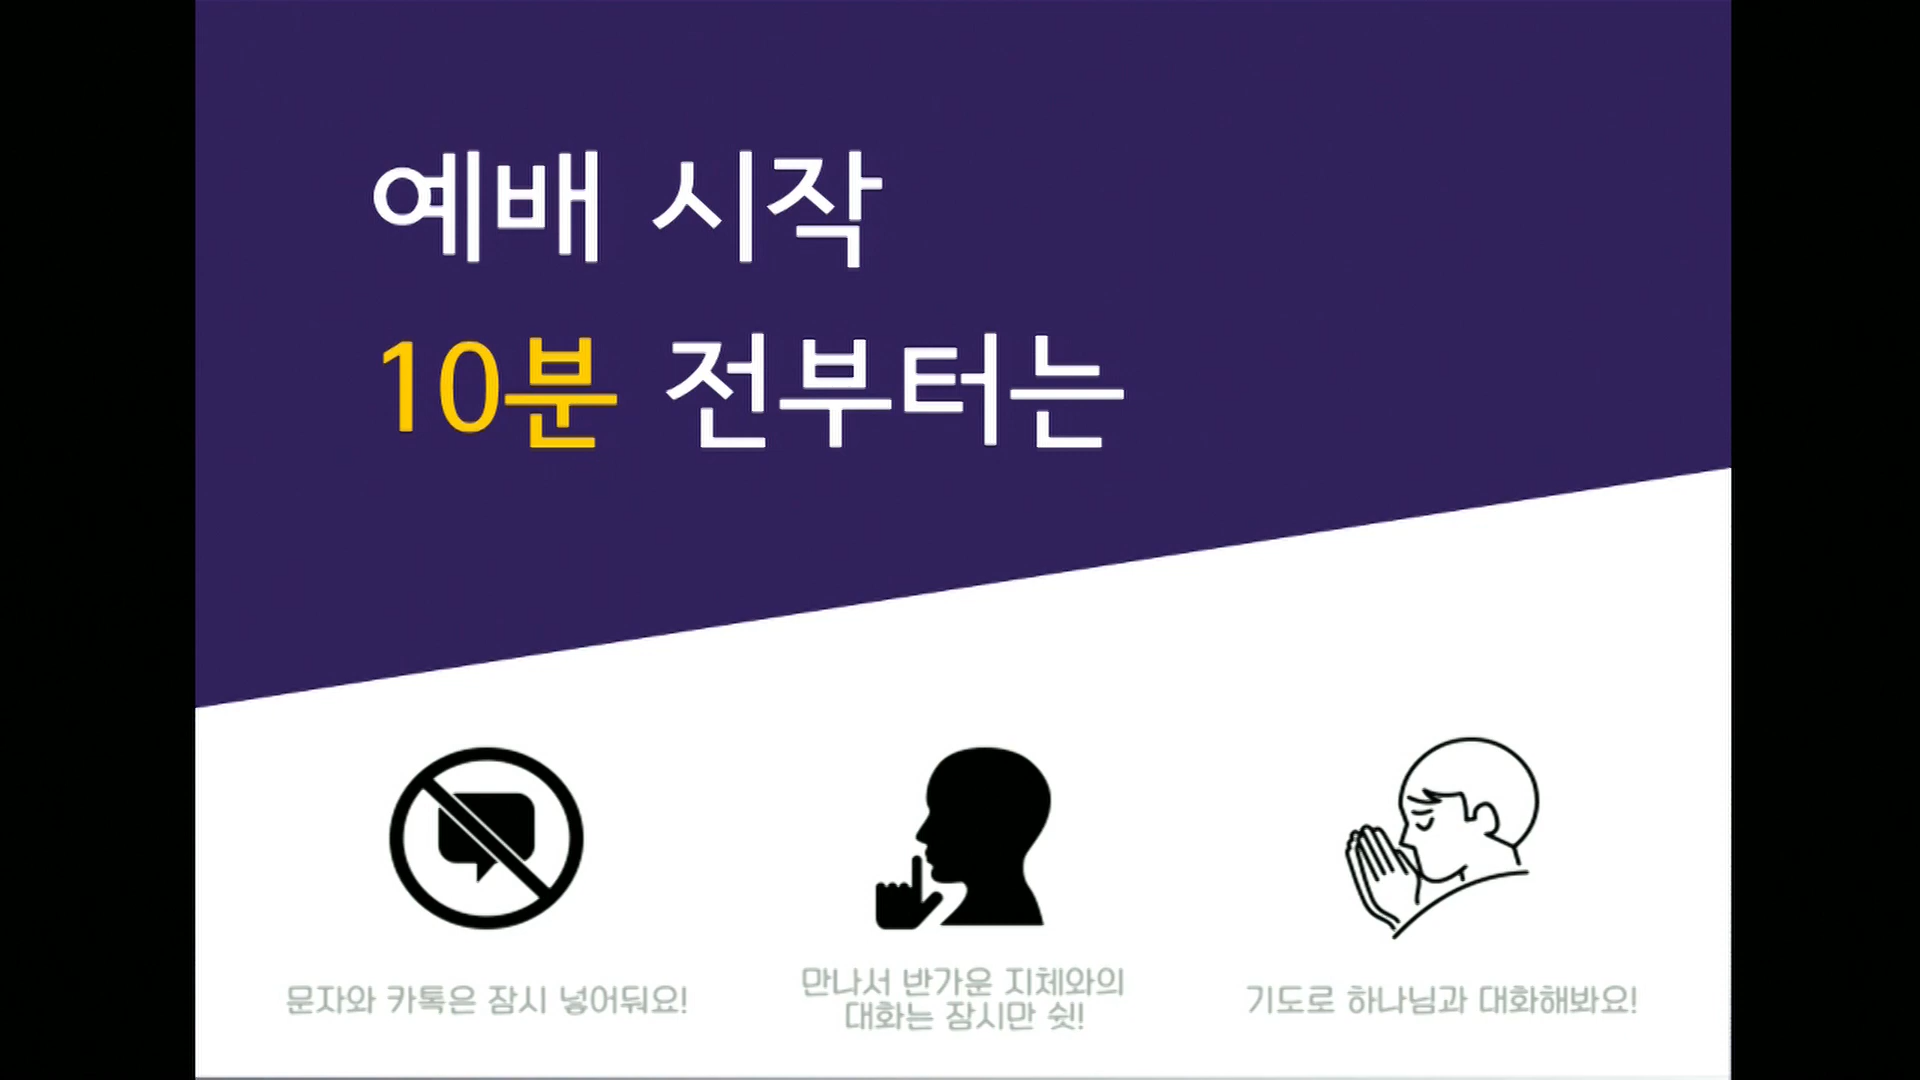 예배 시작
10분 전부터는
문자와 카톡은 잠시 넣어둬요!
만나서 반가운 지체와의
대화는 잠시만 쉿!
기도로 하나님과 대화해봐요!